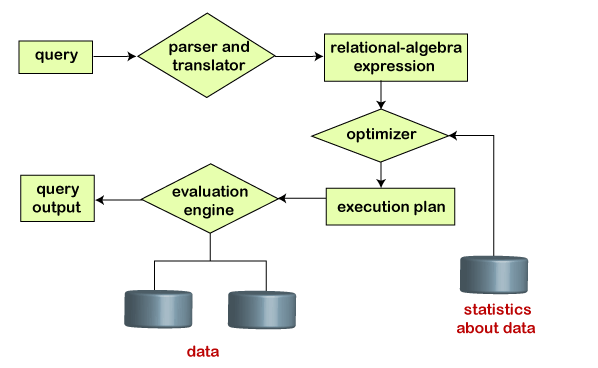 query
parser and
translator
relational-algebra
expression
optimizer
query
output
evaluation
engine
execution plan
statistics
about data
data